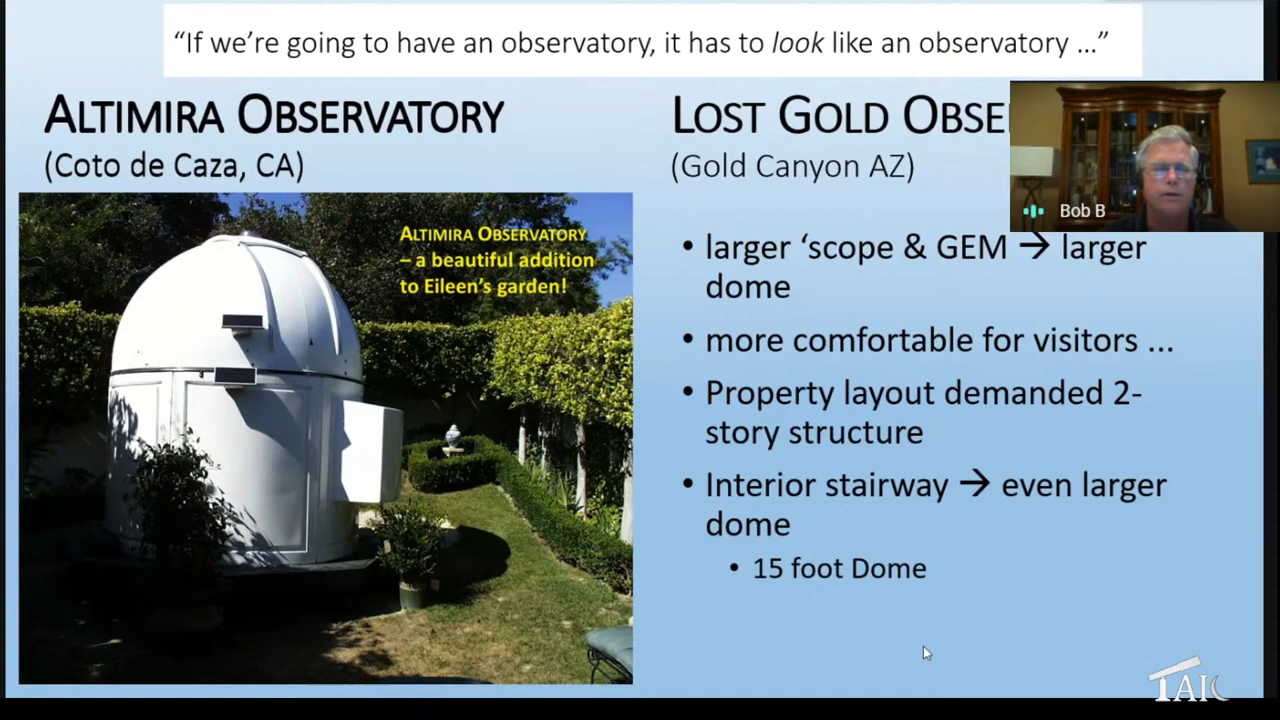 “If we’re going to have an observatory, it has to look like an observatory …”
ALTIMIRA OBSERVATORY
(Coto de Caza, CA)
ALTIMIRA OBSERVATORY
– a beautiful addition
to Eileen’s garden!
LOST GOLD OBSE
(Gold Canyon AZ)
Bob B
• larger ‘scope & GEM → larger
dome
• more comfortable for visitors ...
• Property layout demanded 2-
story structure
• Interior stairway → even larger
dome
• 15 foot Dome
TAIC